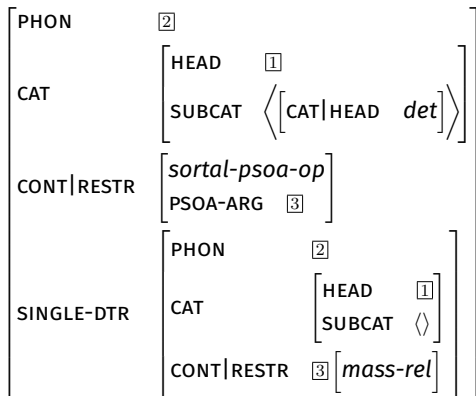 PHON 2
CAT HEAD 1
SUBCAT ⟨[CAT|HEAD det]⟩
CONT|RESTR sortal-psoa-op
PSOA-ARG 3
SINGLE-DTR PHON 2
CAT HEAD 1
SUBCAT ⟨⟩
CONT|RESTR 3 [mass-rel]